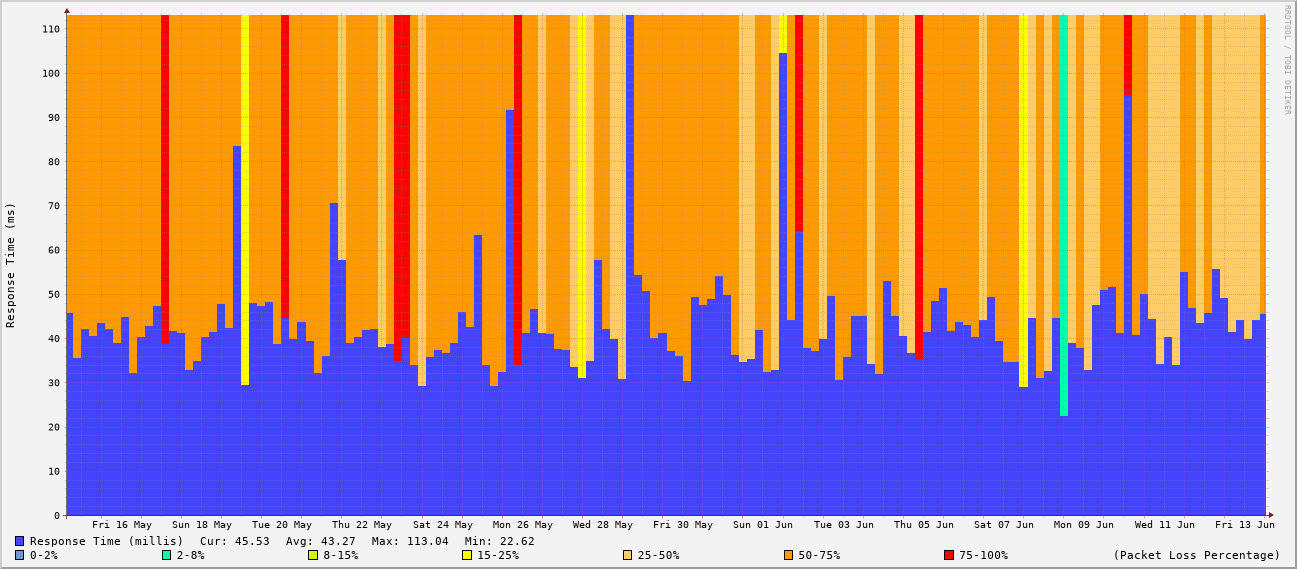 RRDTOOL / TOBI OETIKER
Response Time (ms)
110
100
90
80
70
60
50
40
30
20
10
0
Fri 16 May Sun 18 May Tue 20 May Thu 22 May Sat 24 May Mon 26 May Wed 28 May Fri 30 May Sun 01 Jun Tue 03 Jun Thu 05 Jun Sat 07 Jun Mon 09 Jun Wed 11 Jun Fri 13 Jun
Response Time (millis) Cur: 45.53 Avg: 43.27 Max: 113.04 Min: 22.62
0-2% 2-8% 8-15% 15-25% 25-50% 50-75% 75-100% (Packet Loss Percentage)